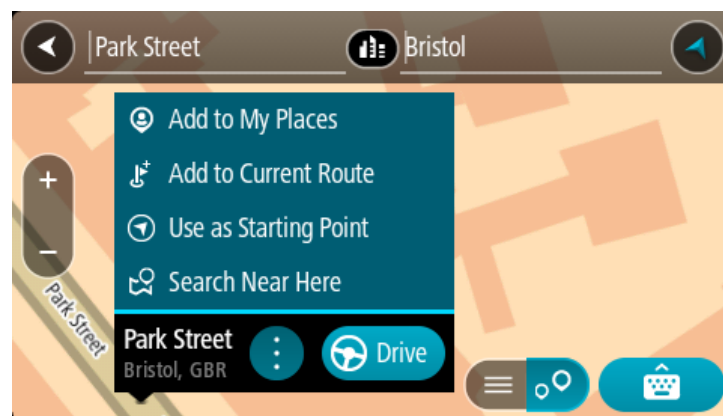 Park Street Bristol
Add to My Places
Add to Current Route
Use as Starting Point
Search Near Here
Park Street
Park Street
Bristol, GBR
Drive